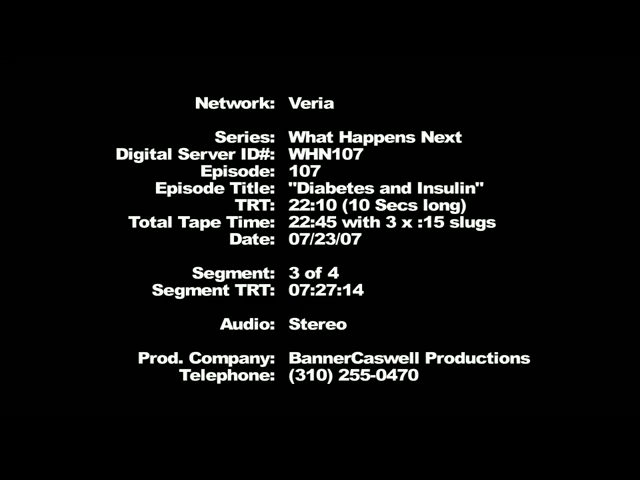 Network: Veria
Series: What Happens Next
Digital Server ID#: WHN107
Episode: 107
Episode Title: "Diabetes and Insulin"
TRT: 22:10 (10 Secs long)
Total Tape Time: 22:45 with 3 x :15 slugs
Date: 07/23/07
Segment: 3 of 4
Segment TRT: 07:27:14
Audio: Stereo
Prod. Company: BannerCaswell Productions
Telephone: (310) 255-0470